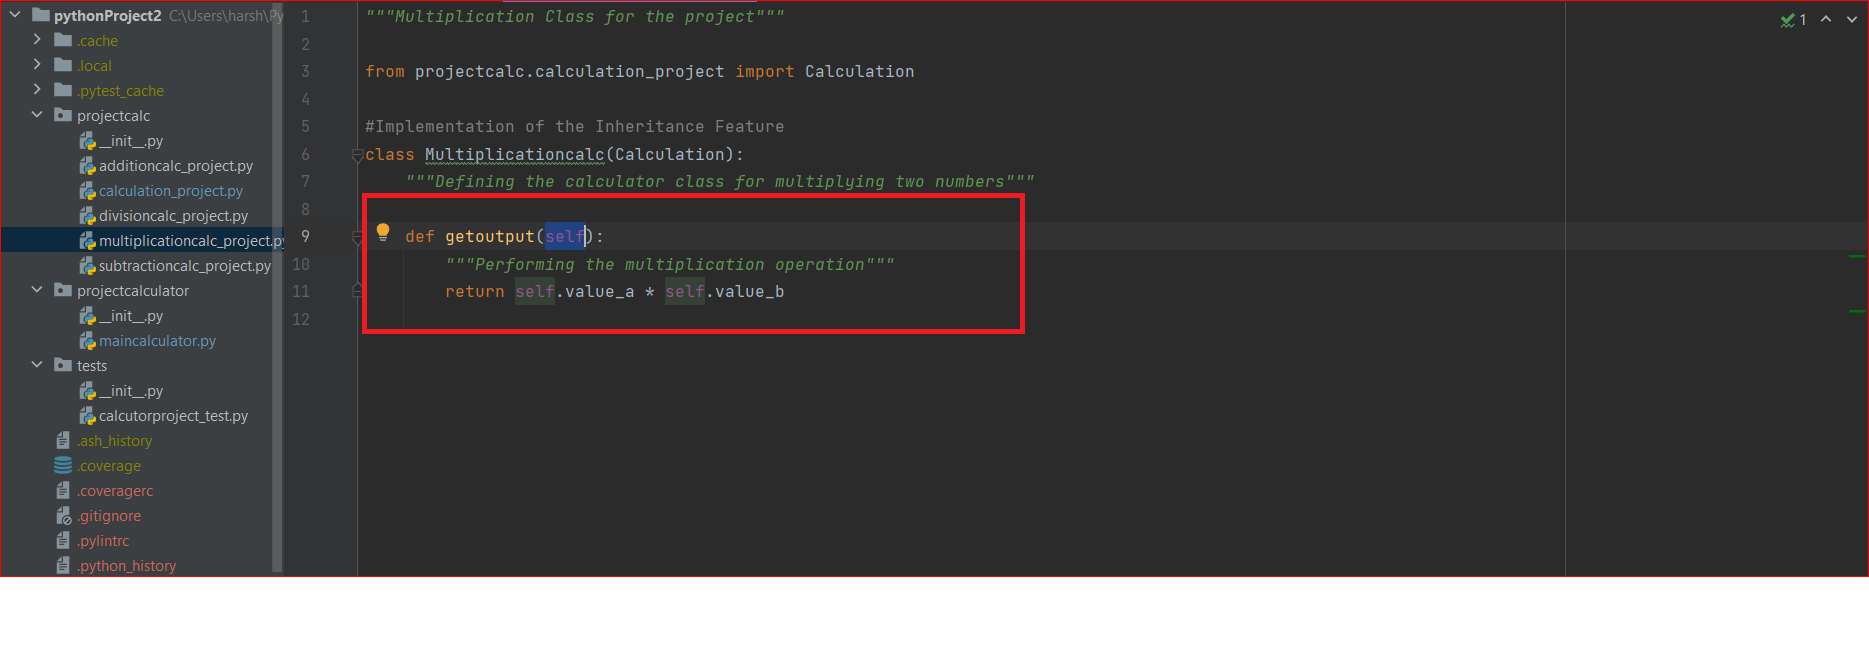 pythonProject2 C:\Users\harsh\Py
.cache
.local
.pytest_cache
projectcalc
__init__.py
additioncalc_project.py
calculation_project.py
divisioncalc_project.py
multiplicationcalc_project.py
subtractioncalc_project.py
projectcalculator
__init__.py
maincalculator.py
tests
__init__.py
calcutorproject_test.py
.ash_history
.coverage
.coveragerc
.gitignore
.pylintrc
.python_history
1 """Multiplication Class for the project"""
2
3 from projectcalc.calculation_project import Calculation
4
5 #Implementation of the Inheritance Feature
6 class Multiplicationcalc(Calculation):
7 """Defining the calculator class for multiplying two numbers"""
8
9 def getoutput(self):
10 """Performing the multiplication operation"""
11 return self.value_a * self.value_b
12
1